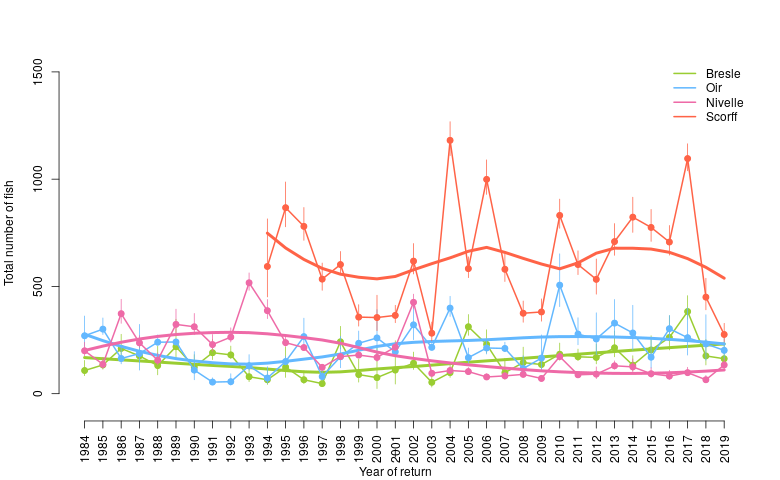 Bresle
Oir
Nivelle
Scorff
Total number of fish
1500
1000
500
0
1984 1985 1986 1987 1988 1989 1990 1991 1992 1993 1994 1995 1996 1997 1998 1999 2000 2001 2002 2003 2004 2005 2006 2007 2008 2009 2010 2011 2012 2013 2014 2015 2016 2017 2018 2019
Year of return